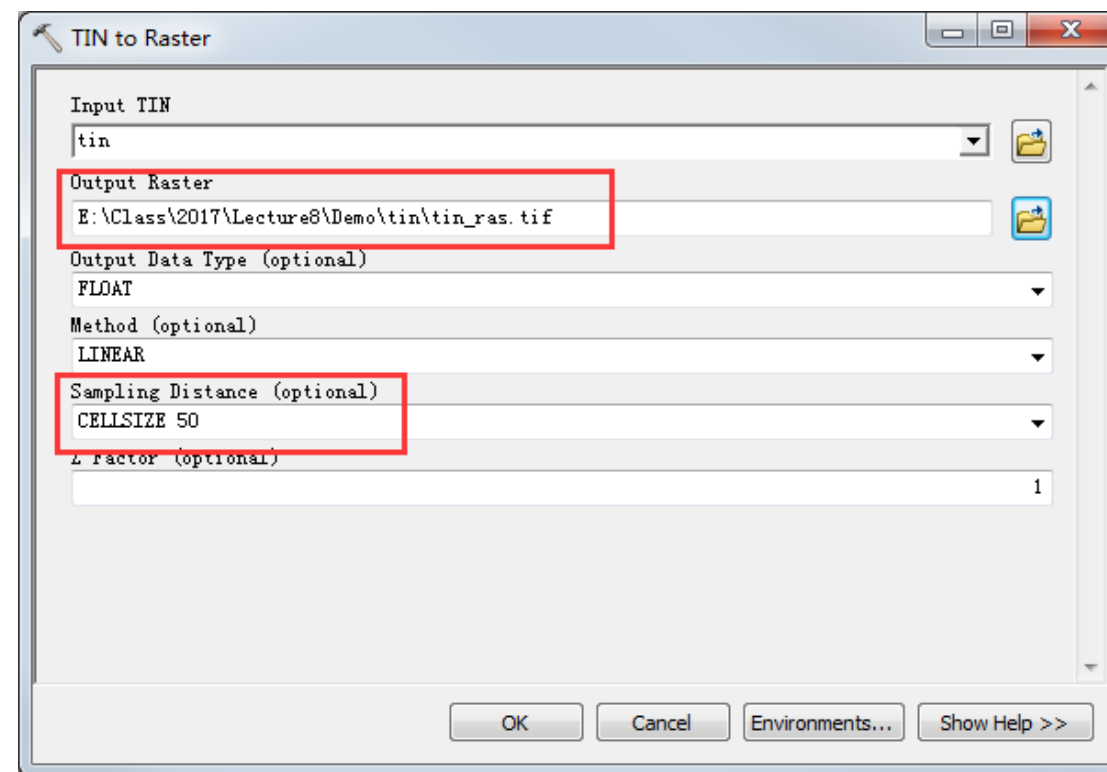 TIN to Raster
Input TIN
tin
Output Raster
E:\Class\2017\Lecture8\Demo\tin\tin_ras.tif
Output Data Type (optional)
FLOAT
Method (optional)
LINEAR
Sampling Distance (optional)
CELLSIZE 50
Z Factor (optional)
1
OK Cancel Environments... Show Help >>